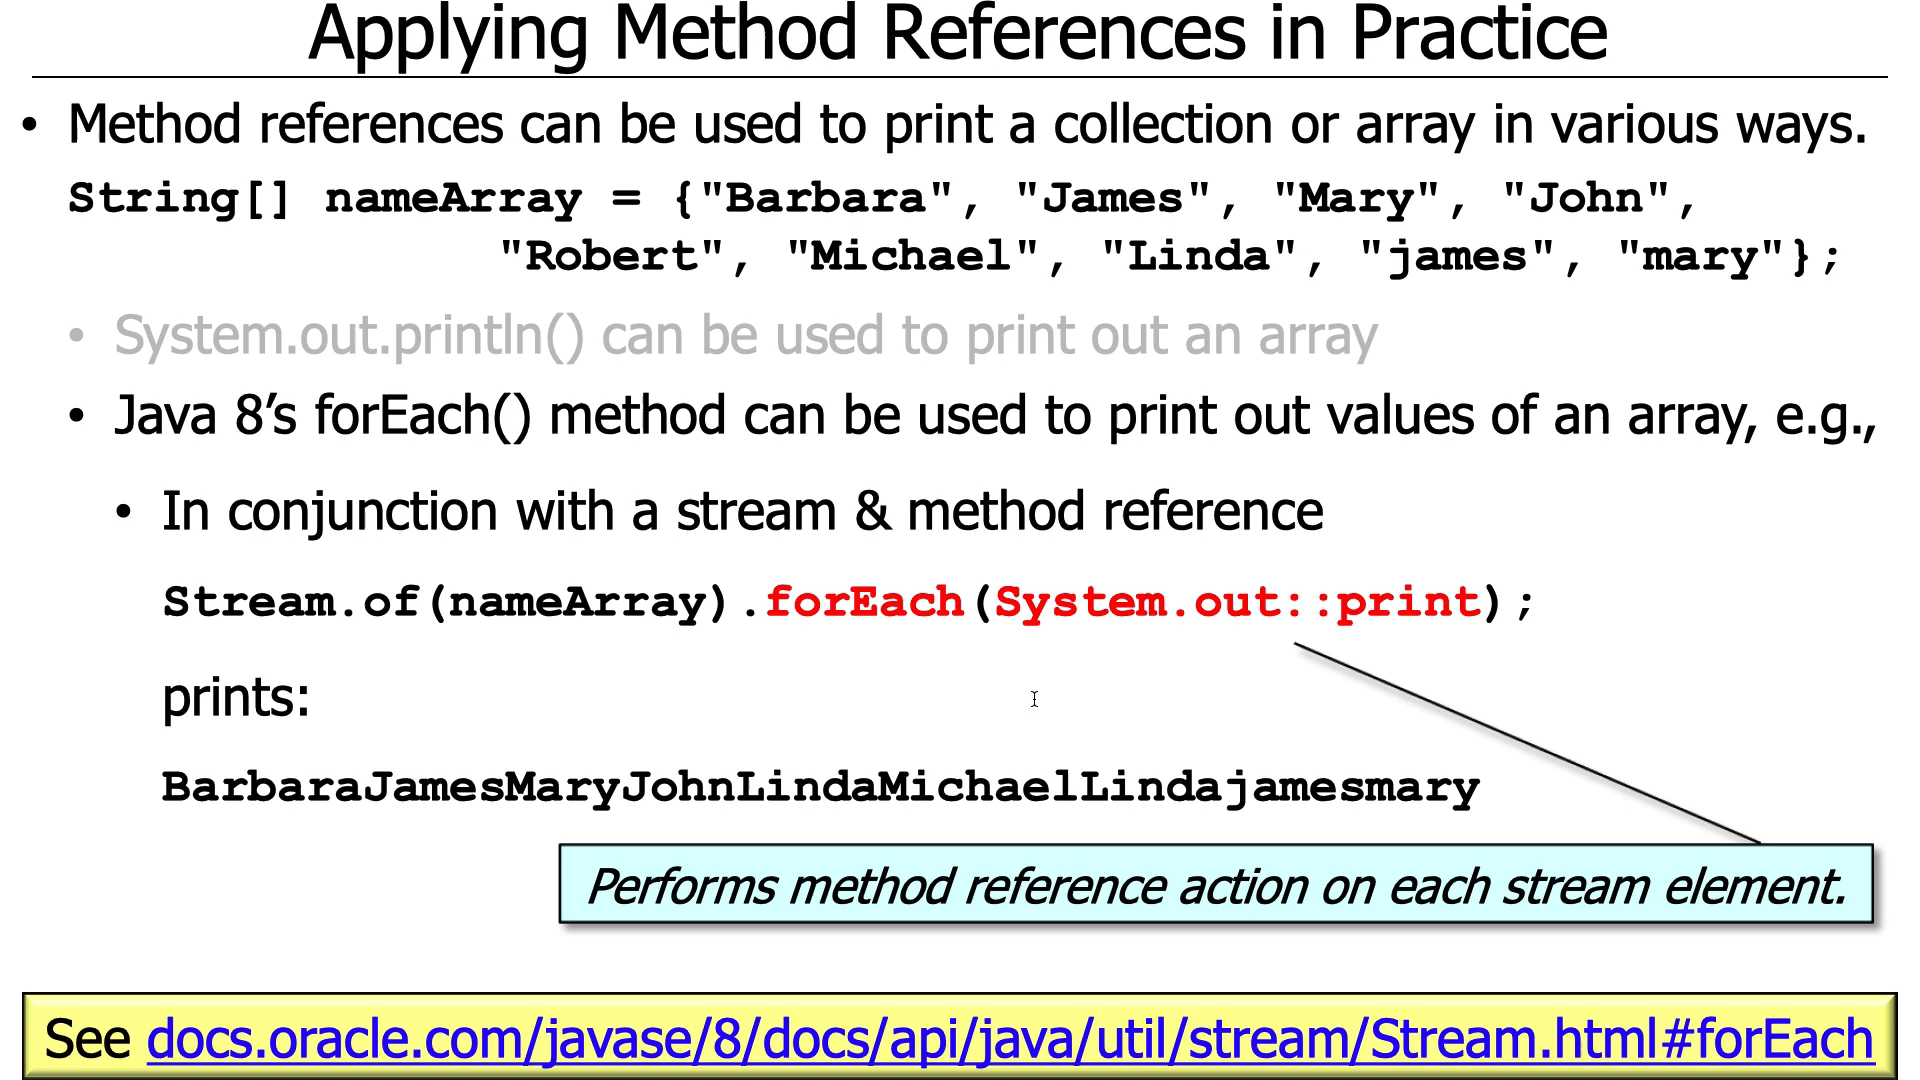 Applying Method References in Practice
• Method references can be used to print a collection or array in various ways.
String[] nameArray = {"Barbara", "James", "Mary", "John",
"Robert", "Michael", "Linda", "james", "mary"};
• System.out.println() can be used to print out an array
• Java 8’s forEach() method can be used to print out values of an array, e.g.,
• In conjunction with a stream & method reference
Stream.of(nameArray).forEach(System.out::print);
prints:
BarbaraJamesMaryJohnLindaMichaelLindajamesmary
Performs method reference action on each stream element.
See docs.oracle.com/javase/8/docs/api/java/util/stream/Stream.html#forEach